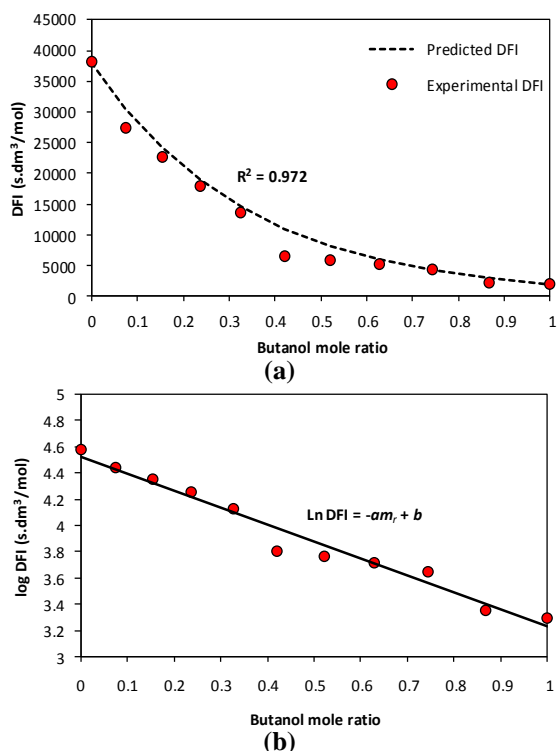 (a)
45000
40000
35000
30000
25000
20000
15000
10000
5000
0
DFI (s.dm³/mol)
Predicted DFI
Experimental DFI
R² = 0.972
0 0.1 0.2 0.3 0.4 0.5 0.6 0.7 0.8 0.9 1
Butanol mole ratio
(a)
5
4.8
4.6
4.4
4.2
4
3.8
3.6
3.4
3.2
3
log DFI (s.dm³/mol)
Ln DFI = -amᵣ + b
0 0.1 0.2 0.3 0.4 0.5 0.6 0.7 0.8 0.9 1
Butanol mole ratio
(b)